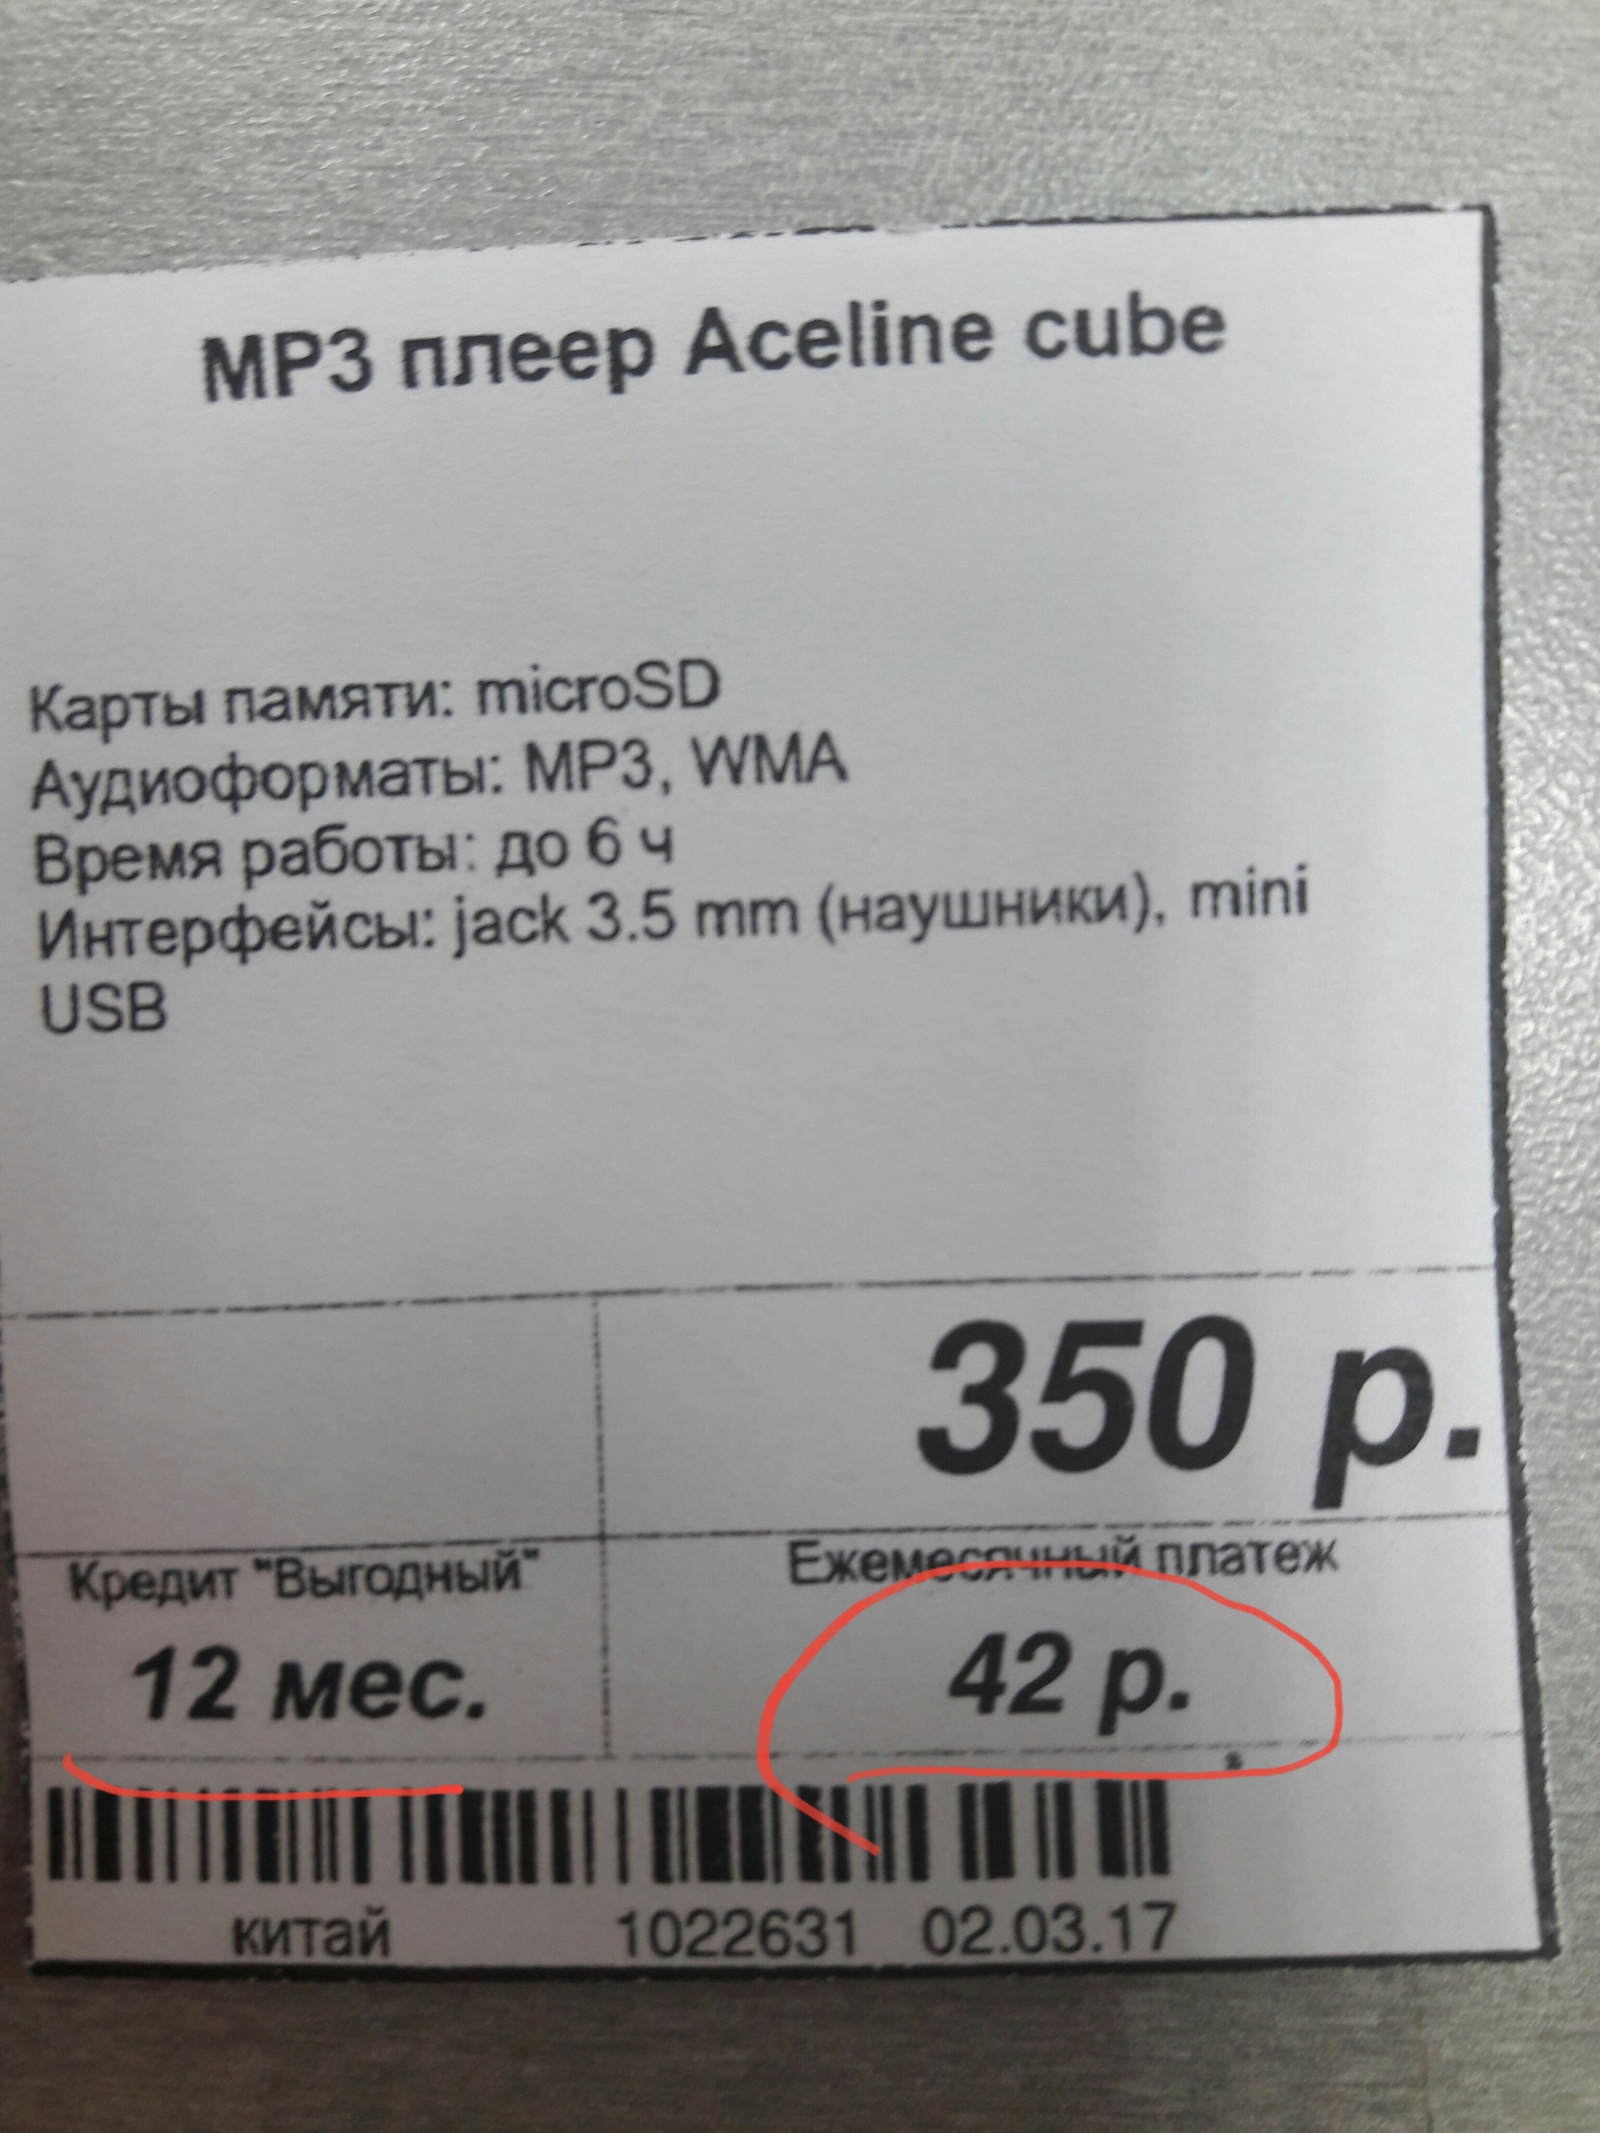 MP3 плеер Aceline cube
Карты памяти: microSD
Аудиоформаты: MP3, WMA
Время работы: до 6 ч
Интерфейсы: jack 3.5 mm (наушники), mini
USB
350 р.
Кредит "Выгодный"
Ежемесячный платеж
12 мес.
42 р.
китай 1022631 02.03.17